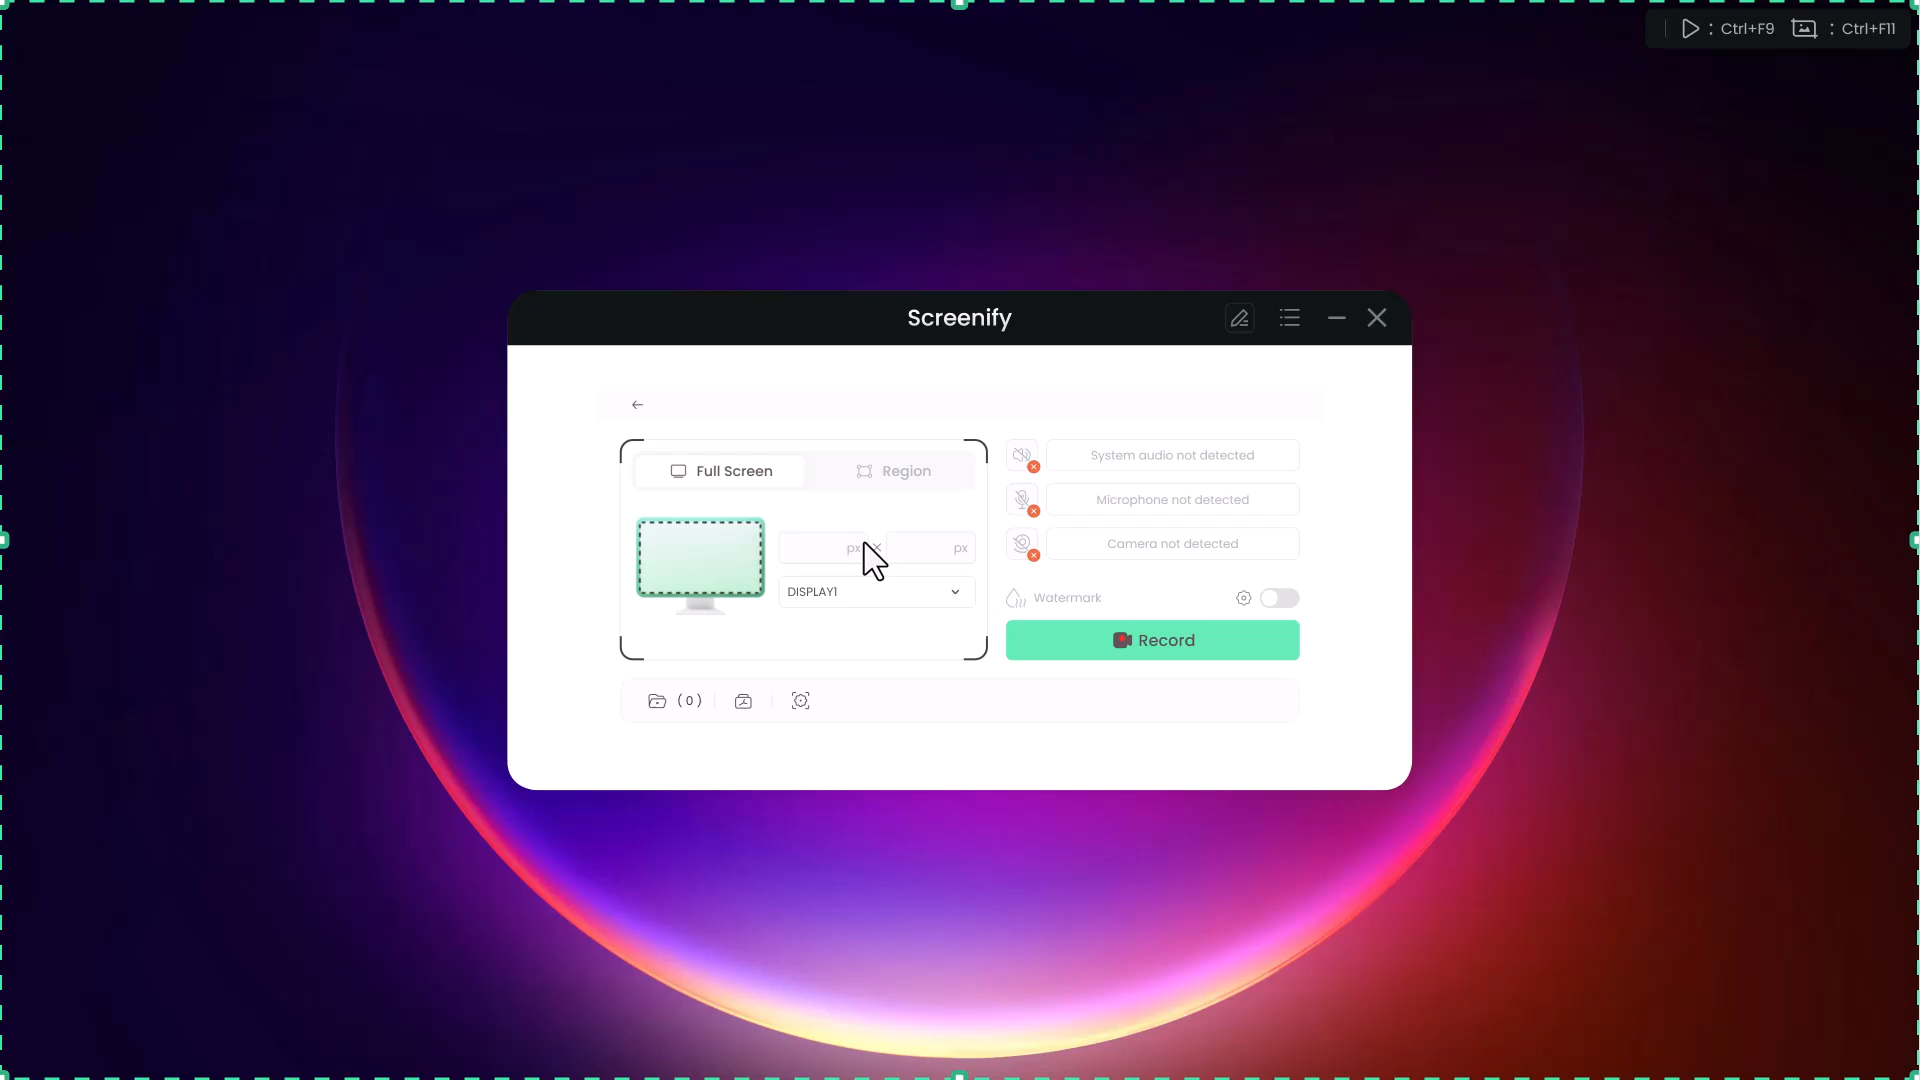 : Ctrl+F9 : Ctrl+F11
Screenify
Full Screen
Region
px × px
DISPLAY1
System audio not detected
Microphone not detected
Camera not detected
Watermark
Record
( 0 )